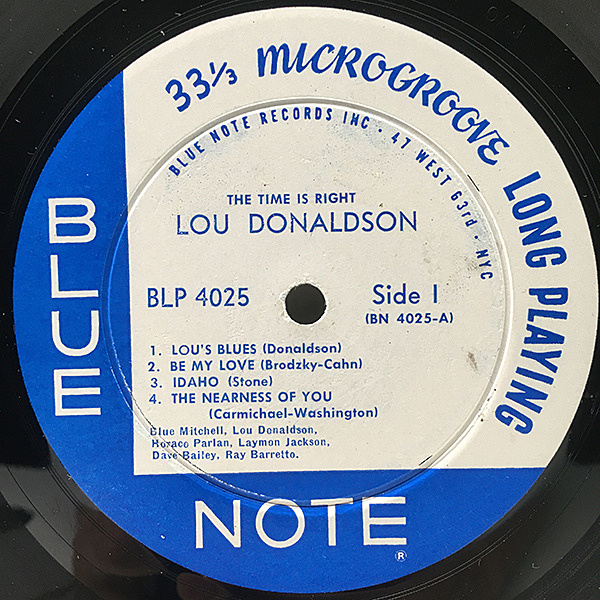 33⅓ MICROGROOVE LONG PLAYING
BLUE NOTE RECORDS INC · 47 WEST 63rd · NYC
THE TIME IS RIGHT
LOU DONALDSON
BLP 4025
Side 1
(BN 4025-A)
1. LOU'S BLUES (Donaldson)
2. BE MY LOVE (Brodzky-Cahn)
3. IDAHO (Stone)
4. THE NEARNESS OF YOU
(Carmichael-Washington)
Blue Mitchell, Lou Donaldson,
Horace Parlan, Laymon Jackson,
Dave Bailey, Ray Barretto.
BLUE
NOTE
®